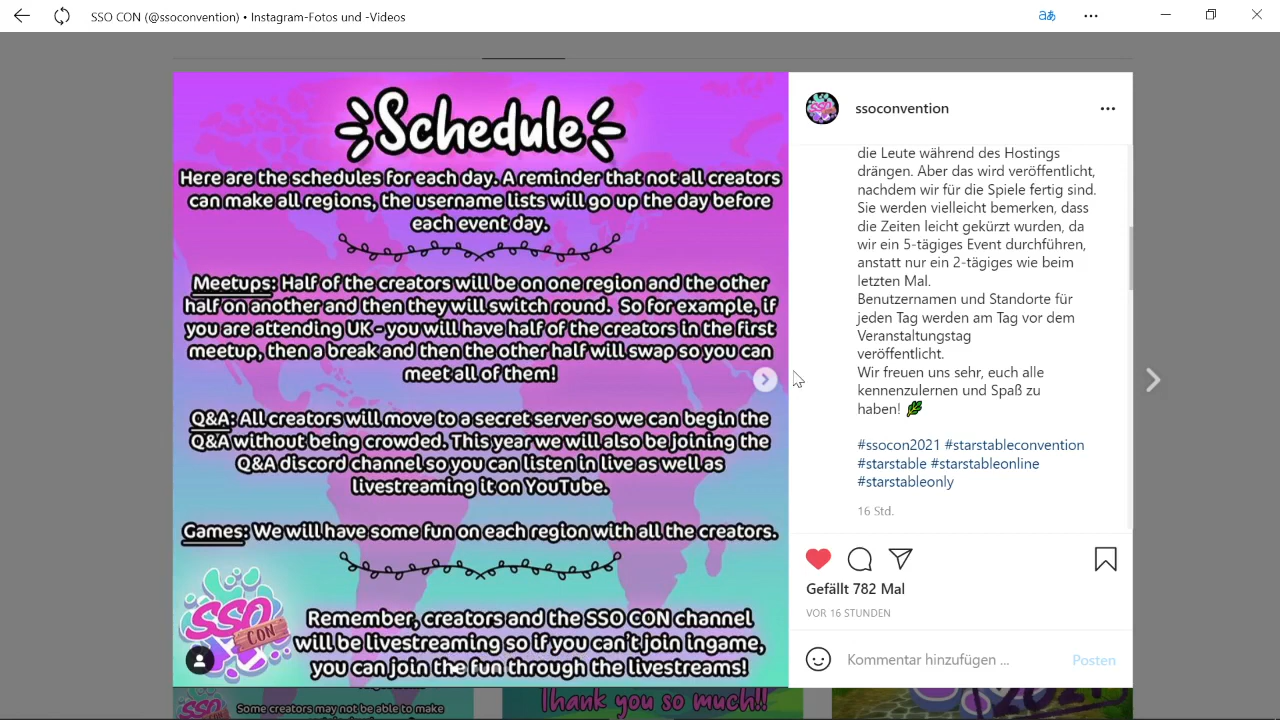 SSO CON (@ssoconvention) • Instagram-Fotos und -Videos
Schedule
Here are the schedules for each day. A reminder that not all creators
can make all regions, the username lists will go up the day before
each event day.
Meetups: Half of the creators will be on one region and the other
half on another and then they will switch round. So for example, if
you are attending UK - you will have half of the creators in the first
meetup, then a break and then the other half will swap so you can
meet all of them!
Q&A: All creators will move to a secret server so we can begin the
Q&A without being crowded. This year we will also be joining the
Q&A discord channel so you can listen in live as well as
livestreaming it on YouTube.
Games: We will have some fun on each region with all the creators.
SSO
CON
Remember, creators and the SSO CON channel
will be livestreaming so if you can't join ingame,
you can join the fun through the livestreams!
ssoconvention
die Leute während des Hostings
drängen. Aber das wird veröffentlicht,
nachdem wir für die Spiele fertig sind.
Sie werden vielleicht bemerken, dass
die Zeiten leicht gekürzt wurden, da
wir ein 5-tägiges Event durchführen,
anstatt nur ein 2-tägiges wie beim
letzten Mal.
Benutzernamen und Standorte für
jeden Tag werden am Tag vor dem
Veranstaltungstag
veröffentlicht.
Wir freuen uns sehr, euch alle
kennenzulernen und Spaß zu
haben!
#ssocon2021 #starstableconvention
#starstable #starstableonline
#starstableonly
16 Std.
Gefällt 782 Mal
VOR 16 STUNDEN
Kommentar hinzufügen ... Posten
SSO
Some creators may not be able to make
Thank you so much!!
2021